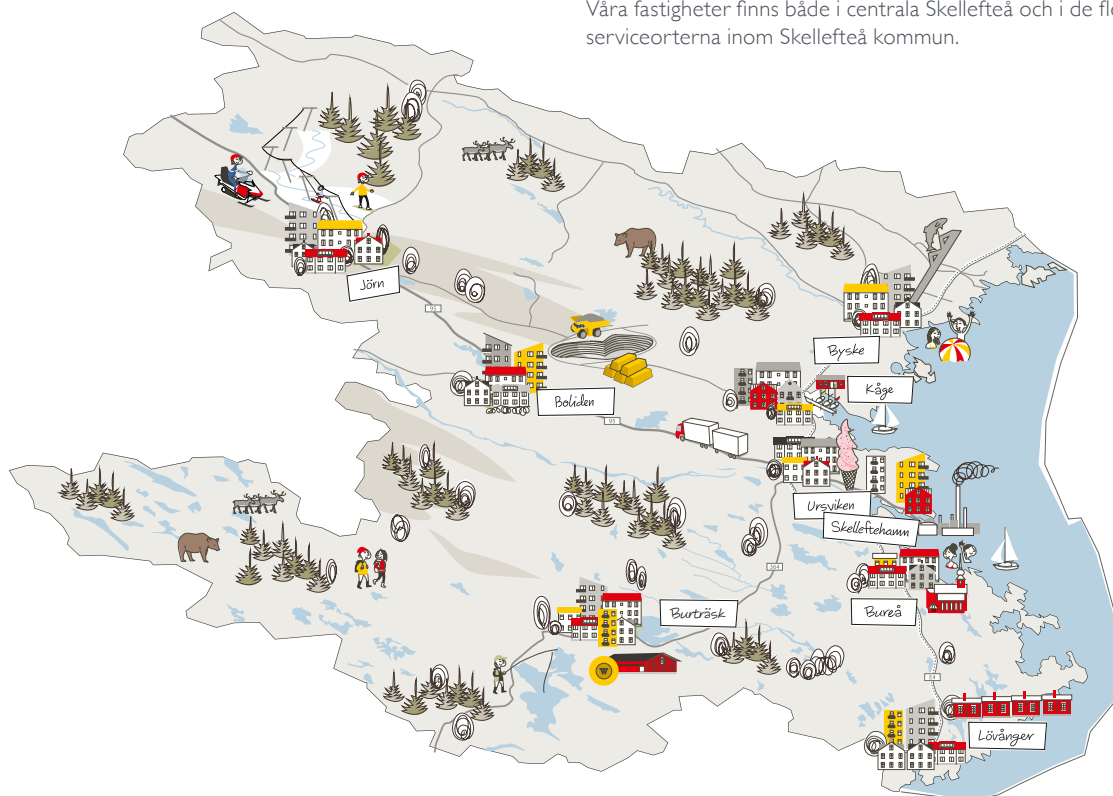 Våra fastigheter finns både i centrala Skellefteå och i de
serviceorterna inom Skellefteå kommun.
Jörn
95
Byske
Kåge
Boliden
95
Ursviken
Skelleftehamn
364
Burträsk
Bureå
E4
Lövånger